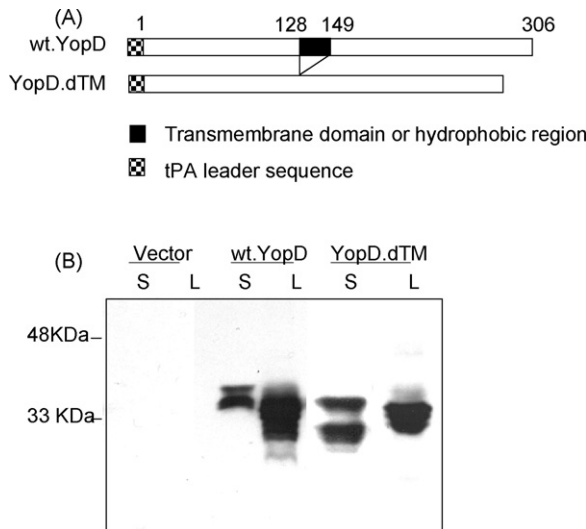 (A)
1 128 149 306
wt.YopD
YopD.dTM
Transmembrane domain or hydrophobic region
tPA leader sequence
(B)
Vector wt.YopD YopD.dTM
S L S L S L
48KDa
33 KDa